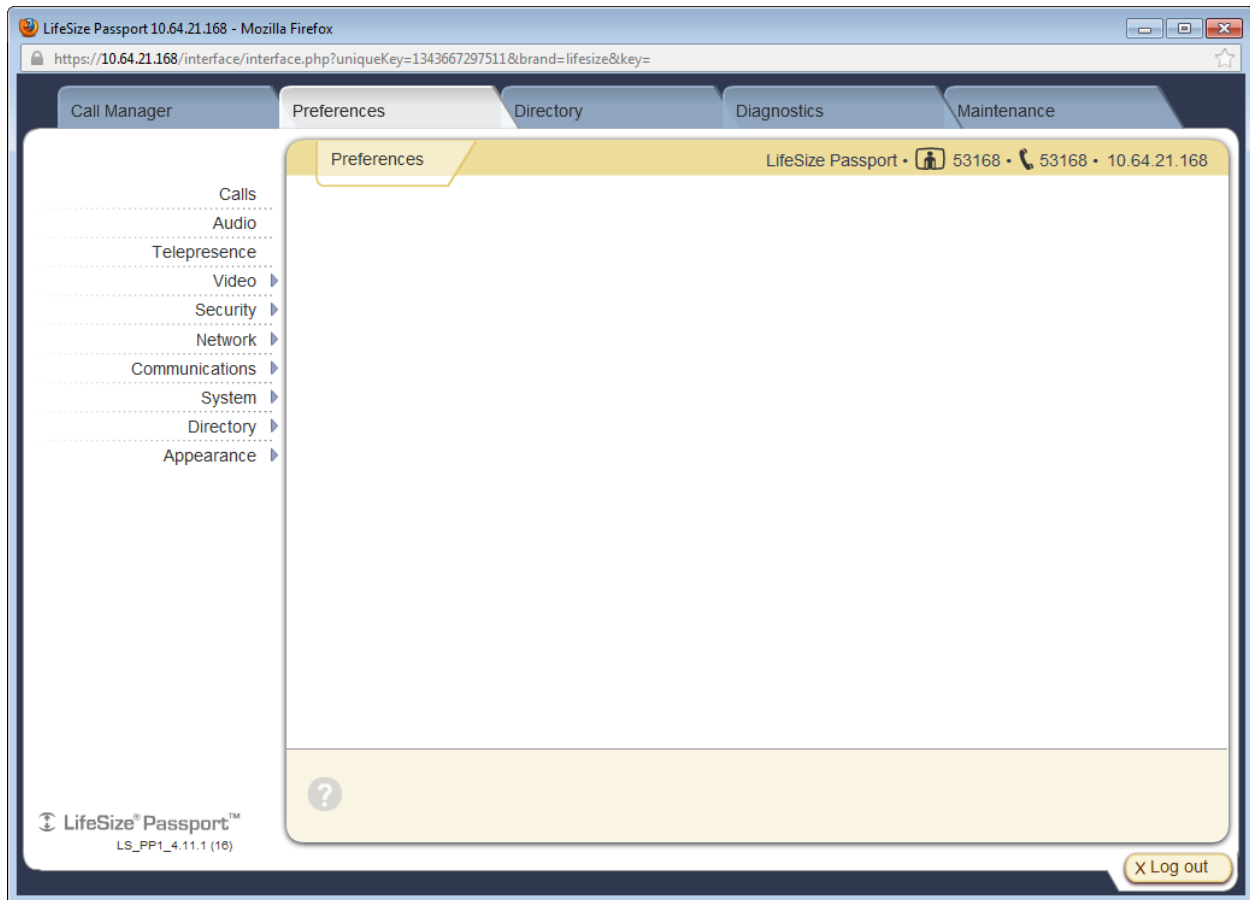 LifeSize Passport 10.64.21.168 - Mozilla Firefox
https://10.64.21.168/interface/interface.php?uniqueKey=1343667297511&brand=lifesize&key=
Call Manager Preferences Directory Diagnostics Maintenance
Preferences LifeSize Passport • 53168 • 53168 • 10.64.21.168
Calls
Audio
Telepresence
Video
Security
Network
Communications
System
Directory
Appearance
?
LifeSize® Passport™
LS_PP1_4.11.1 (16)
X Log out